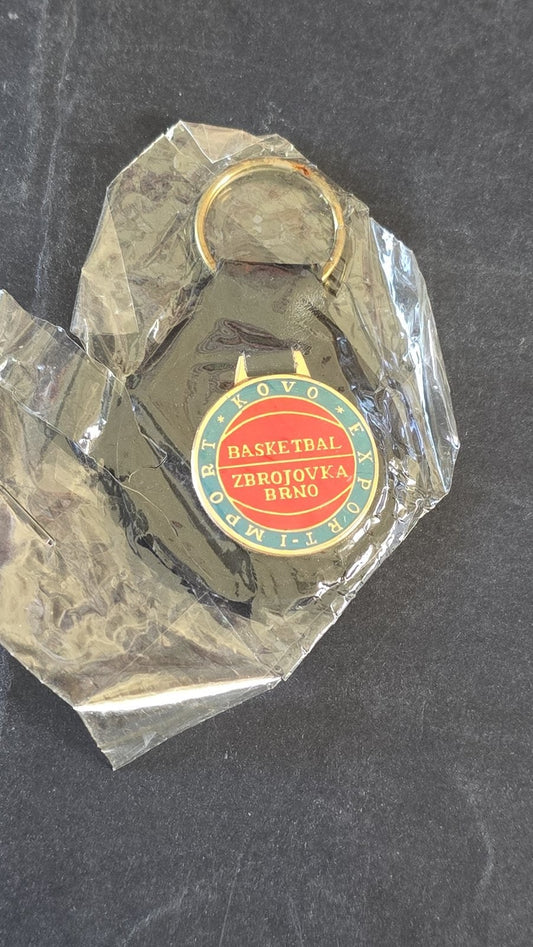 * KOVO * EXPORT-IMPORT
BASKETBAL
ZBROJOVKA
BRNO